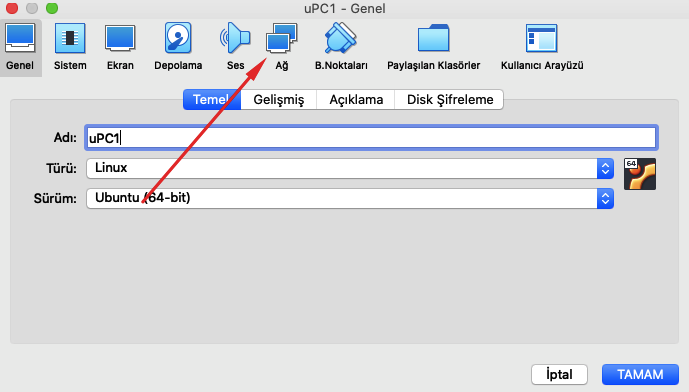 uPC1 - Genel
Genel Sistem Ekran Depolama Ses Ağ B.Noktaları Paylaşılan Klasörler Kullanıcı Arayüzü
Temel Gelişmiş Açıklama Disk Şifreleme
Adı: uPC1
Türü: Linux
64
Sürüm: Ubuntu (64-bit)
İptal TAMAM